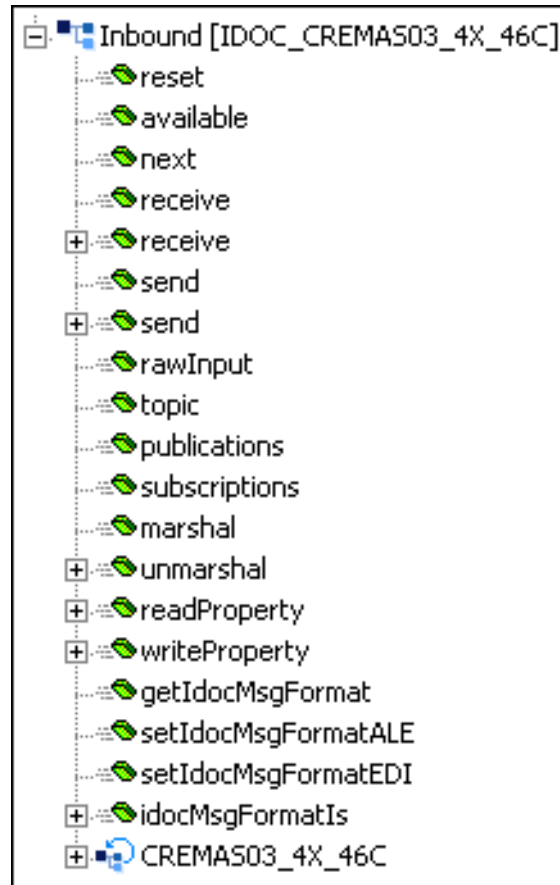 Inbound [IDOC_CREMAS03_4X_46C]
reset
available
next
receive
receive
send
send
rawInput
topic
publications
subscriptions
marshal
unmarshal
readProperty
writeProperty
getIdocMsgFormat
setIdocMsgFormatALE
setIdocMsgFormatEDI
idocMsgFormatIs
CREMAS03_4X_46C